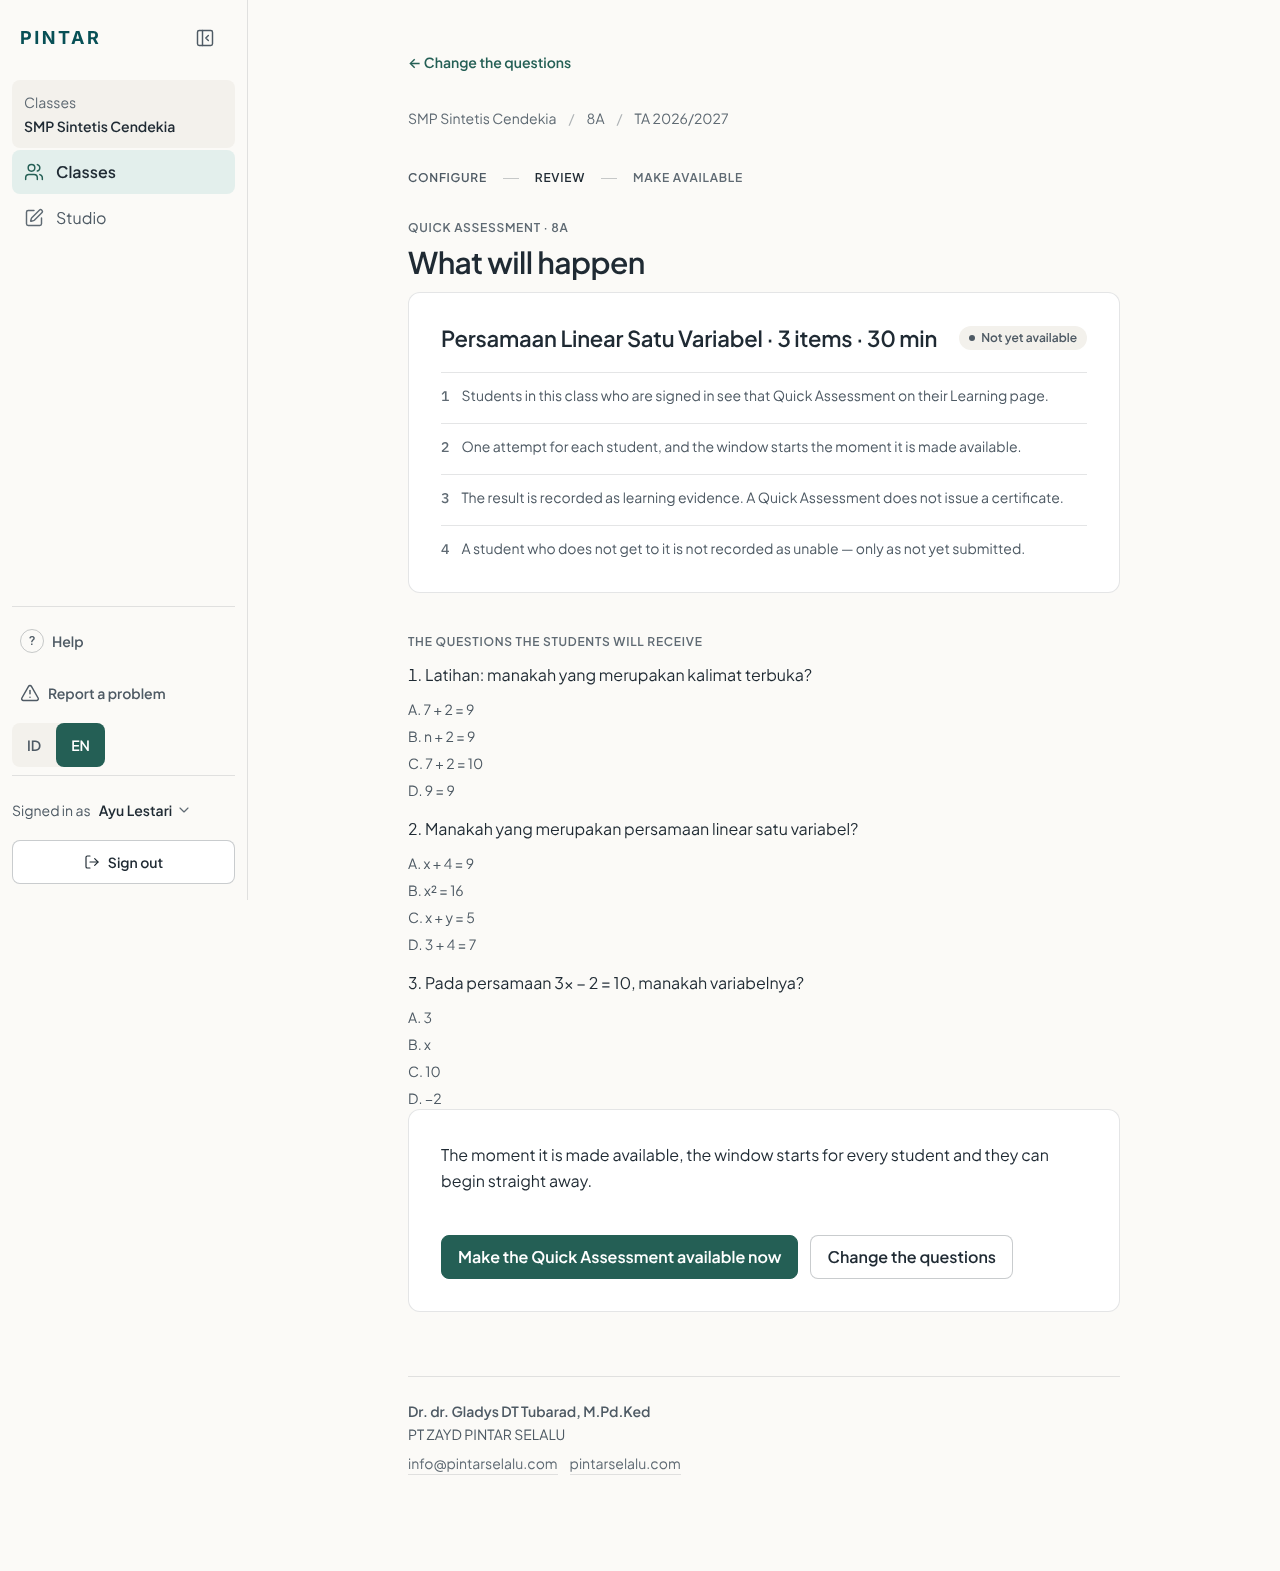 PINTAR
Classes
SMP Sintetis Cendekia
Classes
Studio
? Help
Report a problem
ID EN
Signed in as Ayu Lestari
Sign out
← Change the questions
SMP Sintetis Cendekia / 8A / TA 2026/2027
CONFIGURE — REVIEW — MAKE AVAILABLE
QUICK ASSESSMENT · 8A
What will happen
Persamaan Linear Satu Variabel · 3 items · 30 min
Not yet available
1 Students in this class who are signed in see that Quick Assessment on their Learning page.
2 One attempt for each student, and the window starts the moment it is made available.
3 The result is recorded as learning evidence. A Quick Assessment does not issue a certificate.
4 A student who does not get to it is not recorded as unable — only as not yet submitted.
THE QUESTIONS THE STUDENTS WILL RECEIVE
1. Latihan: manakah yang merupakan kalimat terbuka?
A. 7 + 2 = 9
B. n + 2 = 9
C. 7 + 2 = 10
D. 9 = 9
2. Manakah yang merupakan persamaan linear satu variabel?
A. x + 4 = 9
B. x² = 16
C. x + y = 5
D. 3 + 4 = 7
3. Pada persamaan 3x − 2 = 10, manakah variabelnya?
A. 3
B. x
C. 10
D. −2
The moment it is made available, the window starts for every student and they can
begin straight away.
Make the Quick Assessment available now
Change the questions
Dr. dr. Gladys DT Tubarad, M.Pd.Ked
PT ZAYD PINTAR SELALU
info@pintarselalu.com pintarselalu.com